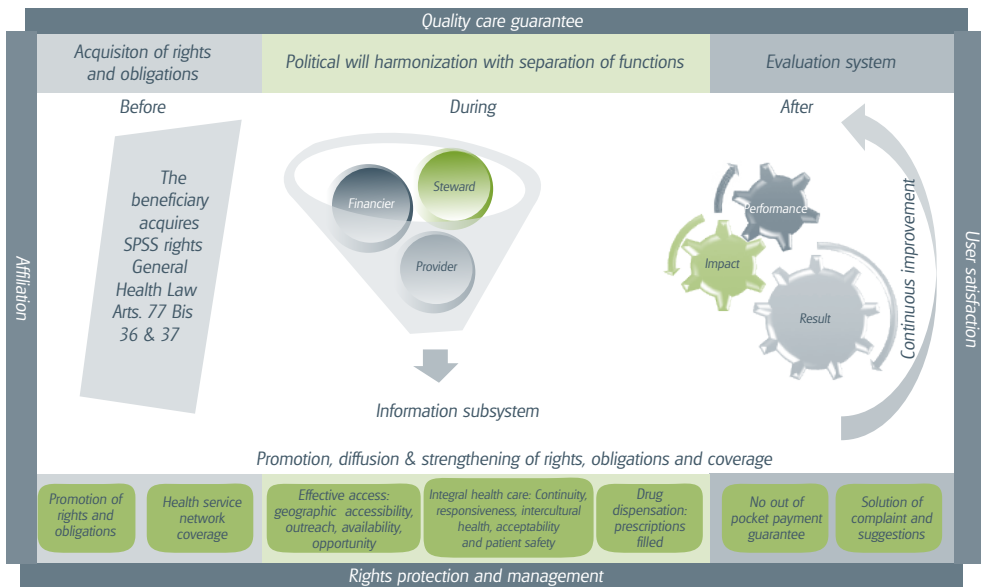 Quality care guarantee
Acquisiton of rights
and obligations
Political will harmonization with separation of functions
Evaluation system
Before
During
After
The
beneficiary
acquires
SPSS rights
General
Health Law
Arts. 77 Bis
36 & 37
Financier
Steward
Provider
Performance
Impact
Result
Continuous improvement
Affiliation
User satisfaction
Information subsystem
Promotion, diffusion & strengthening of rights, obligations and coverage
Promotion of
rights and
obligations
Health service
network
coverage
Effective access:
geographic accessibility,
outreach, availability,
opportunity
Integral health care: Continuity,
responsiveness, intercultural
health, acceptability
and patient safety
Drug
dispensation:
prescriptions
filled
No out of
pocket payment
guarantee
Solution of
complaint and
suggestions
Rights protection and management